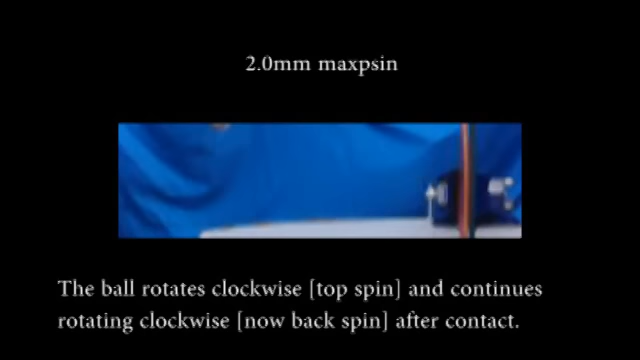 2.0mm maxpsin
The ball rotates clockwise [top spin] and continues
rotating clockwise [now back spin] after contact.